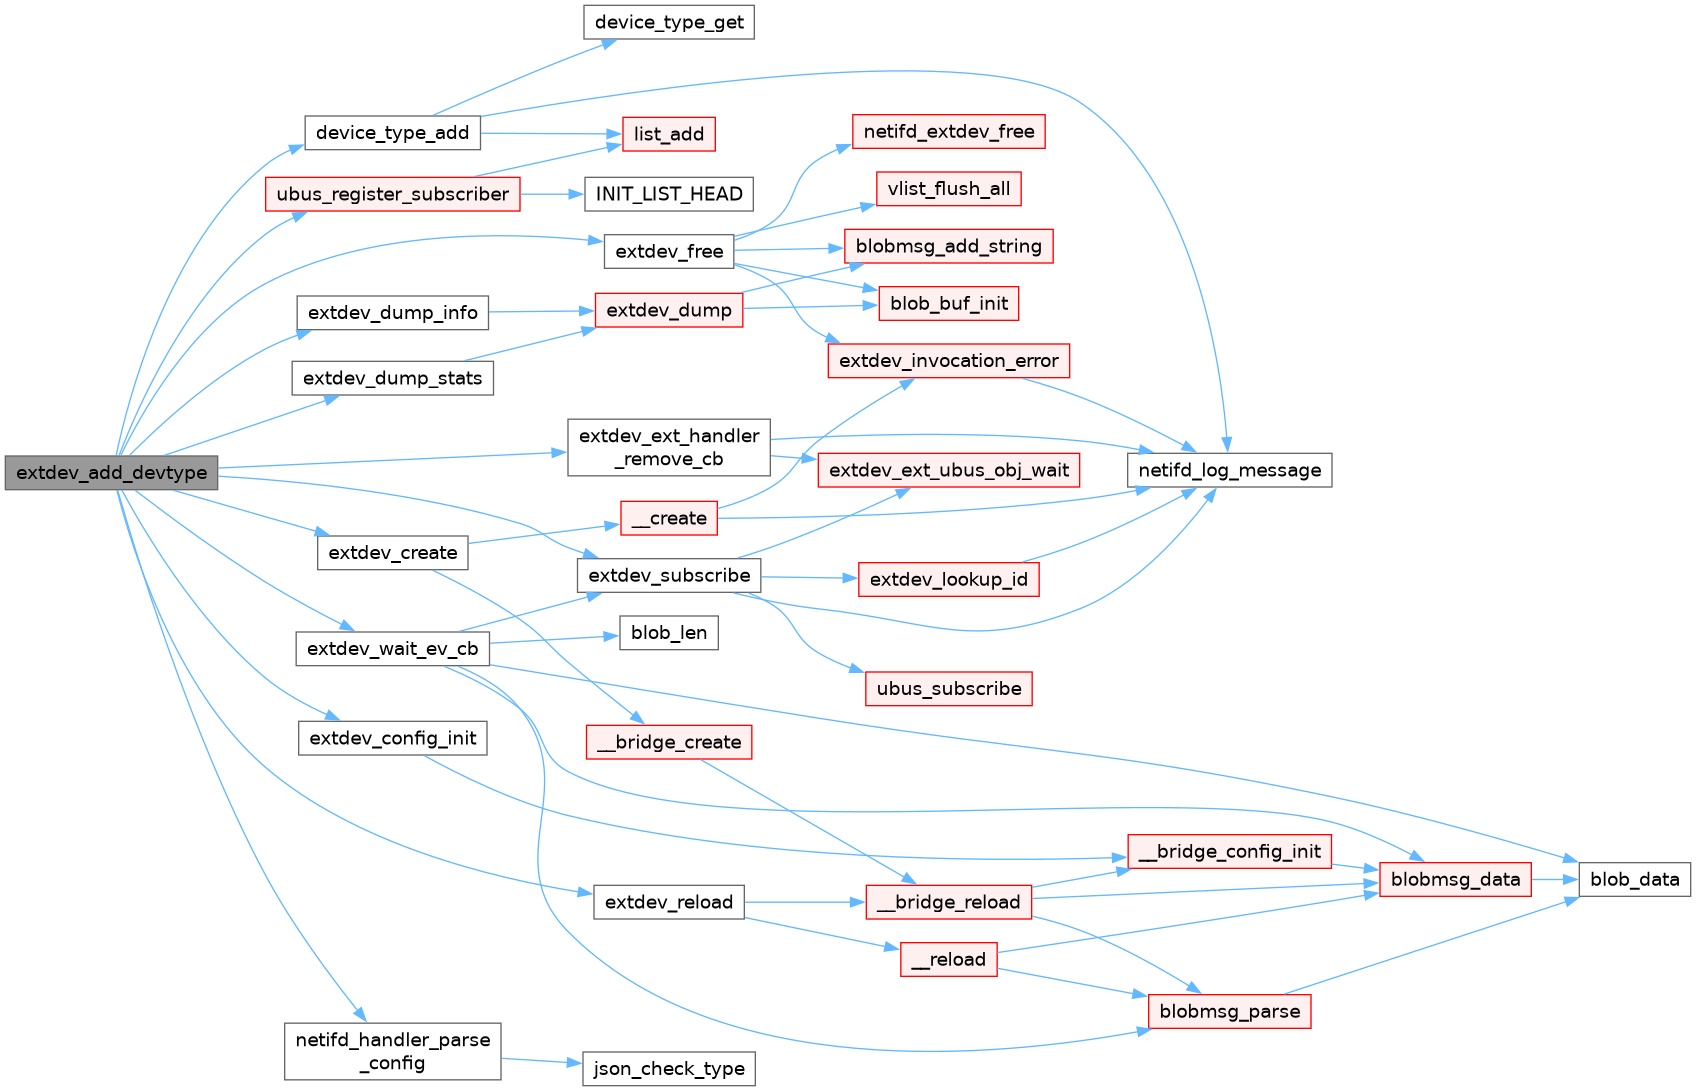 device_type_get
device_type_add
netifd_extdev_free
list_add
vlist_flush_all
ubus_register_subscriber
INIT_LIST_HEAD
blobmsg_add_string
extdev_free
blob_buf_init
extdev_dump_info
extdev_dump
extdev_invocation_error
extdev_dump_stats
extdev_ext_handler
_remove_cb
extdev_add_devtype
extdev_ext_ubus_obj_wait
netifd_log_message
__create
extdev_create
extdev_subscribe
extdev_lookup_id
blob_len
extdev_wait_ev_cb
ubus_subscribe
extdev_config_init
__bridge_create
__bridge_config_init
blobmsg_data
blob_data
extdev_reload
__bridge_reload
__reload
blobmsg_parse
netifd_handler_parse
_config
json_check_type